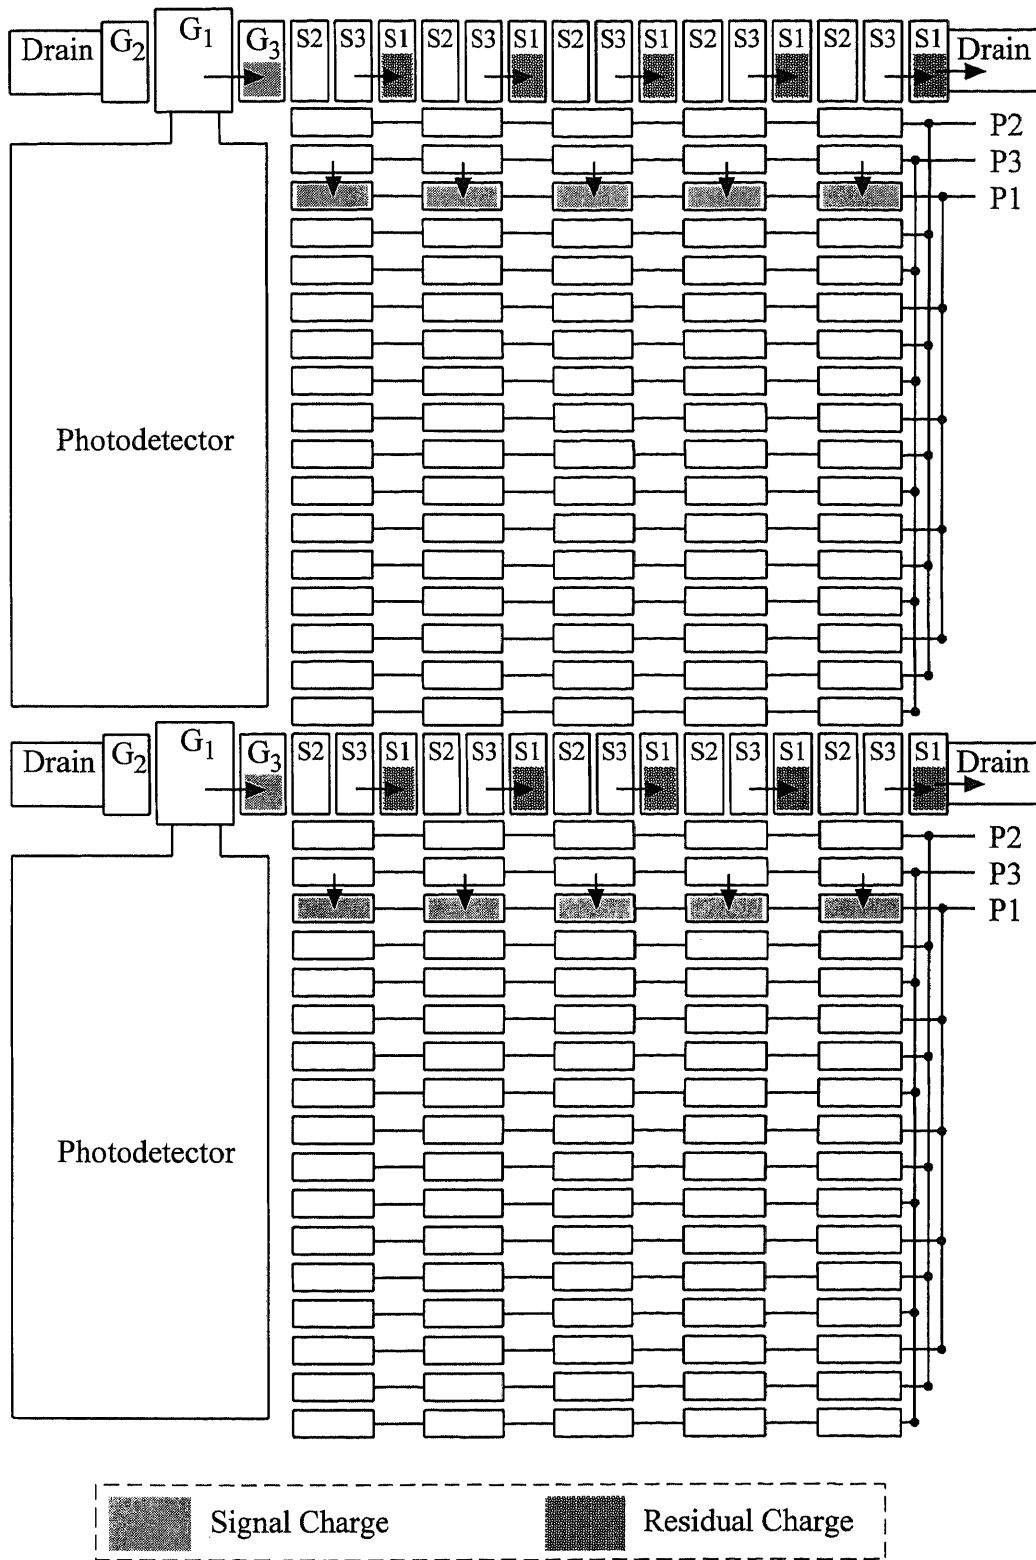 Drain G2 G1 G3 S2 S3 S1 S2 S3 S1 S2 S3 S1 S2 S3 S1 S2 S3 S1 Drain
P2
P3
P1
Photodetector
Drain G2 G1 G3 S2 S3 S1 S2 S3 S1 S2 S3 S1 S2 S3 S1 S2 S3 S1 Drain
P2
P3
P1
Photodetector
Signal Charge Residual Charge